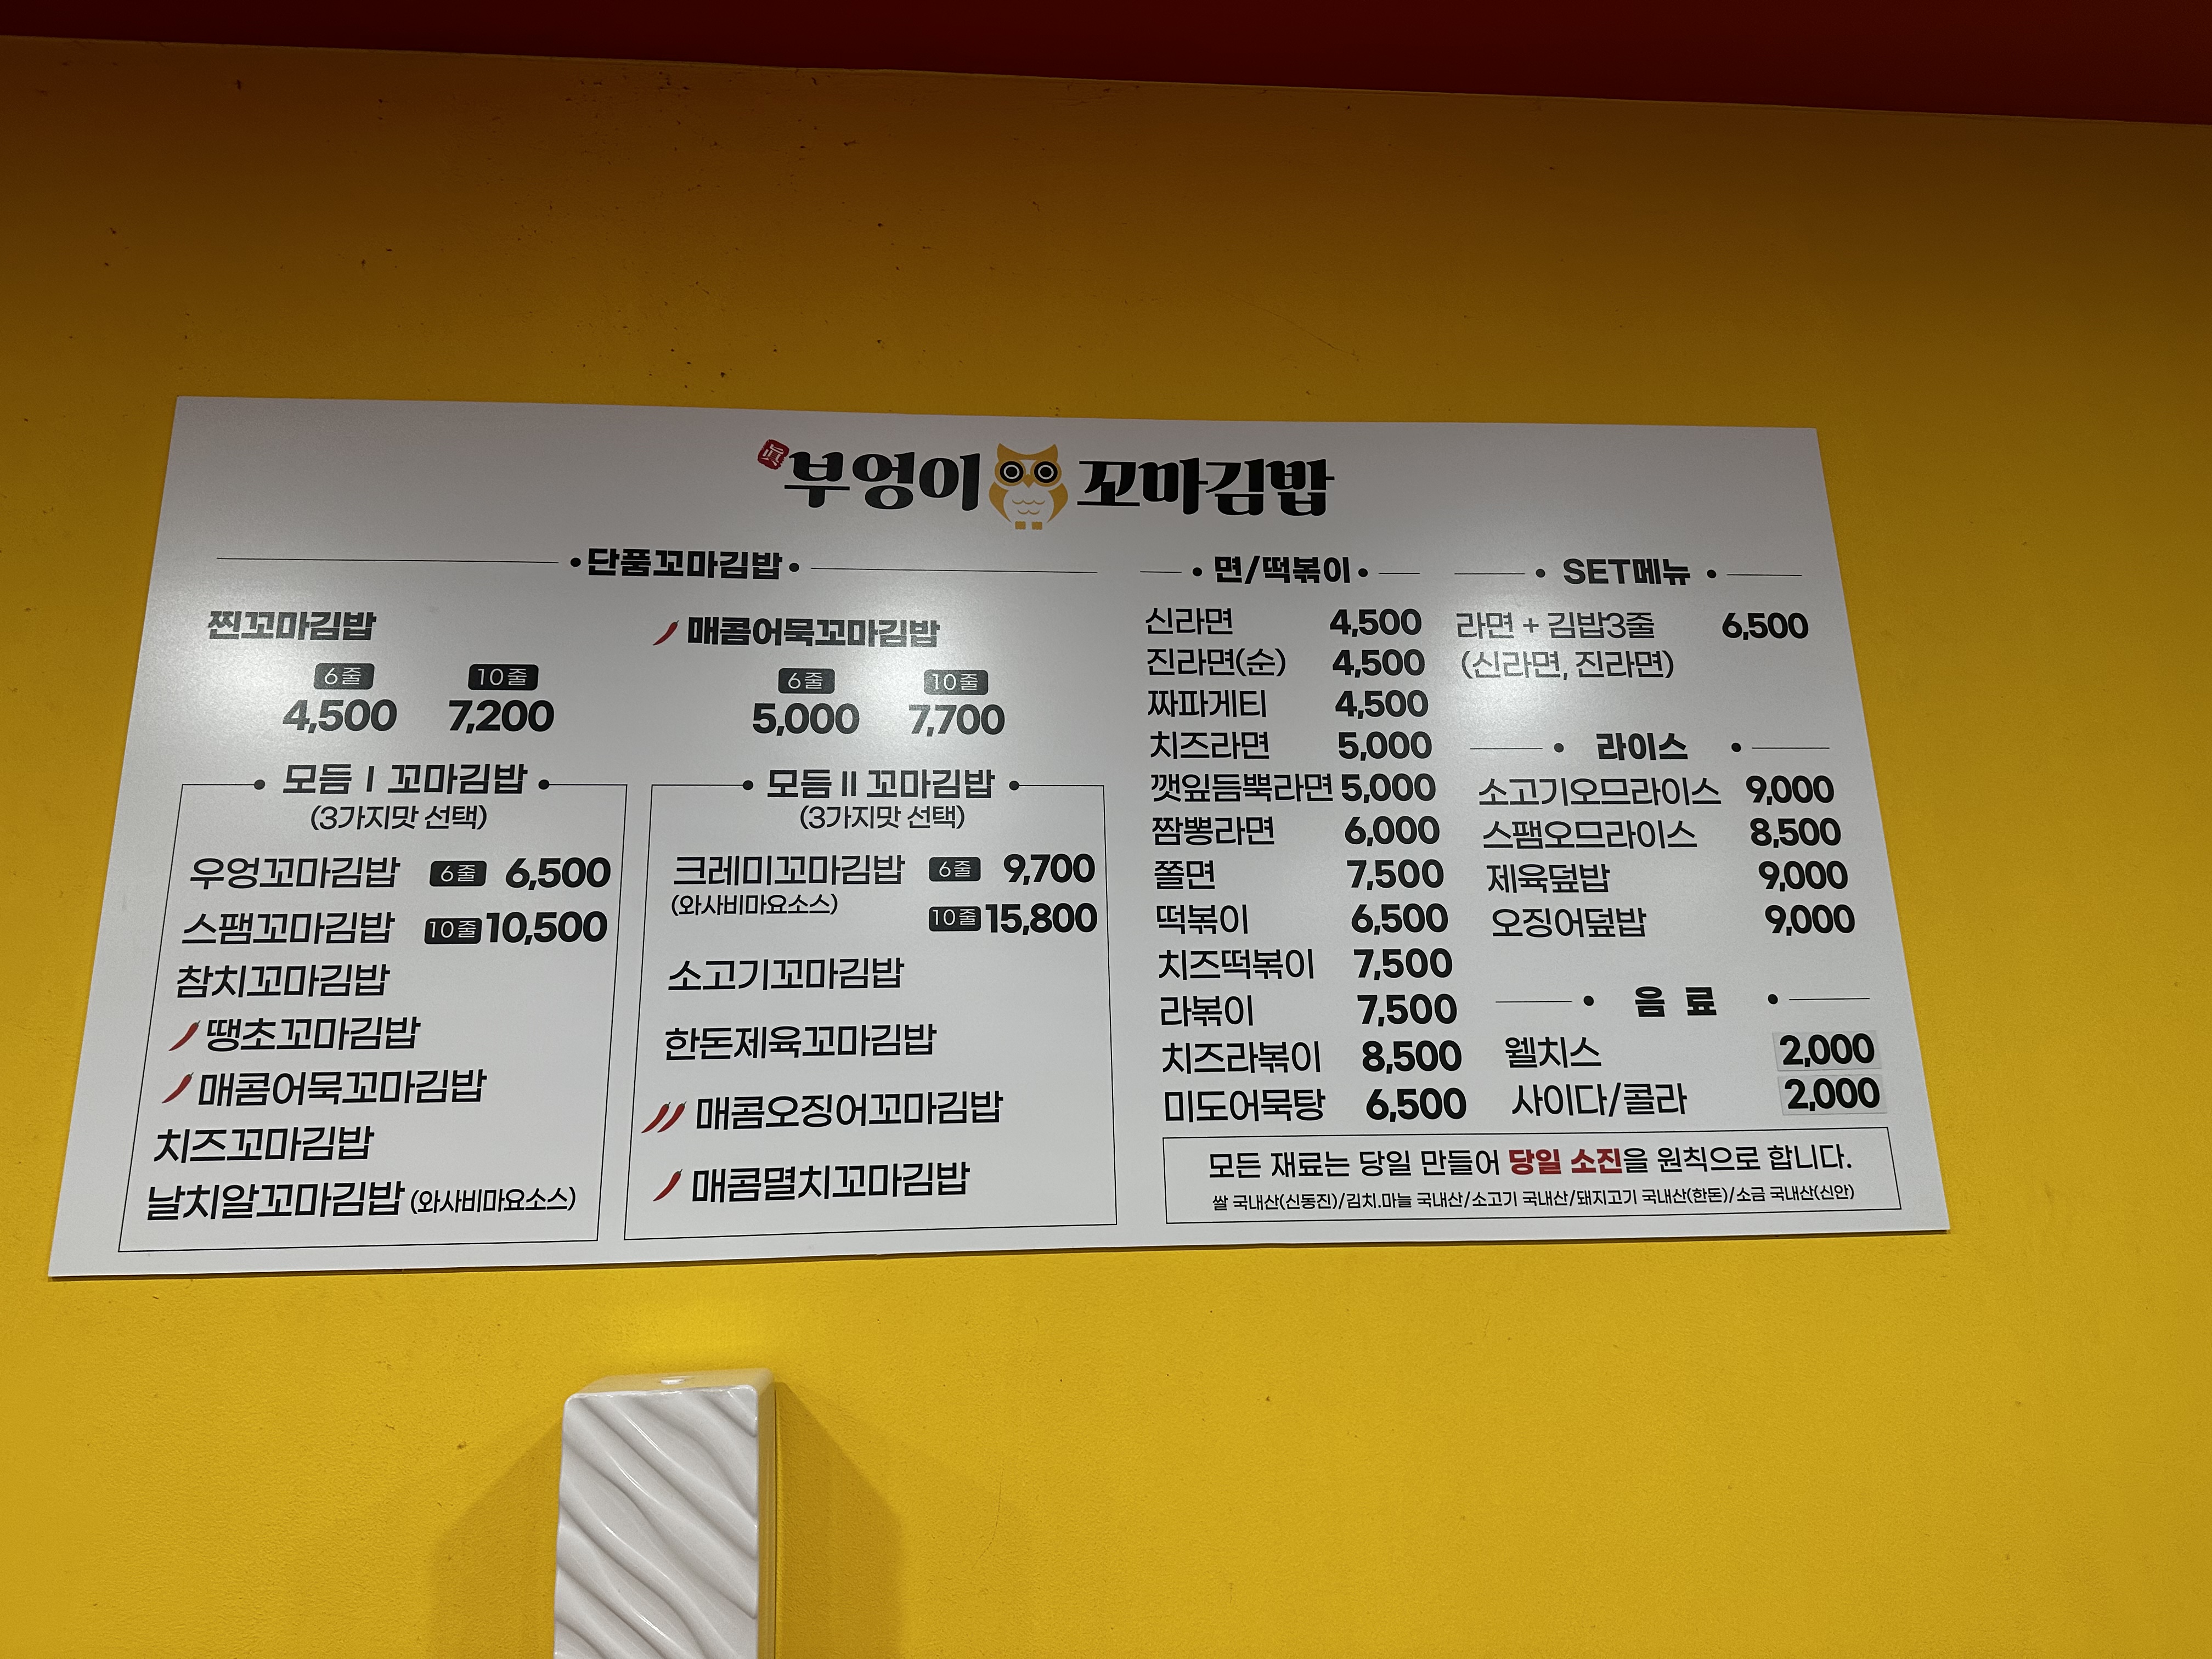 眞 부엉이 꼬마김밥
단품꼬마김밥
찐꼬마김밥
6줄 10줄
4,500 7,200
매콤어묵꼬마김밥
6줄 10줄
5,000 7,700
모듬 I 꼬마김밥
(3가지맛 선택)
우엉꼬마김밥 6줄 6,500
스팸꼬마김밥 10줄 10,500
참치꼬마김밥
땡초꼬마김밥
매콤어묵꼬마김밥
치즈꼬마김밥
날치알꼬마김밥 (와사비마요소스)
모듬 II 꼬마김밥
(3가지맛 선택)
크레미꼬마김밥 6줄 9,700
(와사비마요소스)
10줄 15,800
소고기꼬마김밥
한돈제육꼬마김밥
매콤오징어꼬마김밥
매콤멸치꼬마김밥
면/떡볶이
신라면 4,500
진라면(순) 4,500
짜파게티 4,500
치즈라면 5,000
깻잎듬뿍라면 5,000
짬뽕라면 6,000
쫄면 7,500
떡볶이 6,500
치즈떡볶이 7,500
라볶이 7,500
치즈라볶이 8,500
미도어묵탕 6,500
SET메뉴
라면 + 김밥3줄 6,500
(신라면, 진라면)
라이스
소고기오므라이스 9,000
스팸오므라이스 8,500
제육덮밥 9,000
오징어덮밥 9,000
음 료
웰치스 2,000
사이다/콜라 2,000
모든 재료는 당일 만들어 당일 소진을 원칙으로 합니다.
쌀 국내산(신동진)/김치.마늘 국내산/소고기 국내산/돼지고기 국내산(한돈)/소금 국내산(신안)